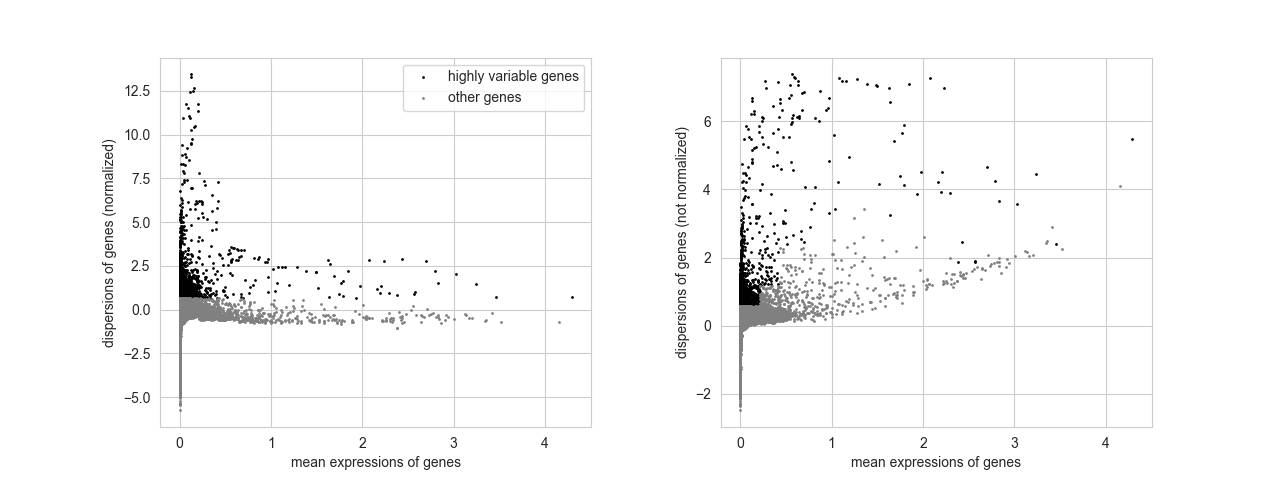 highly variable genes
other genes
12.5
10.0
7.5
5.0
2.5
0.0
−2.5
−5.0
dispersions of genes (normalized)
0 1 2 3 4
mean expressions of genes
6
4
2
0
−2
dispersions of genes (not normalized)
0 1 2 3 4
mean expressions of genes